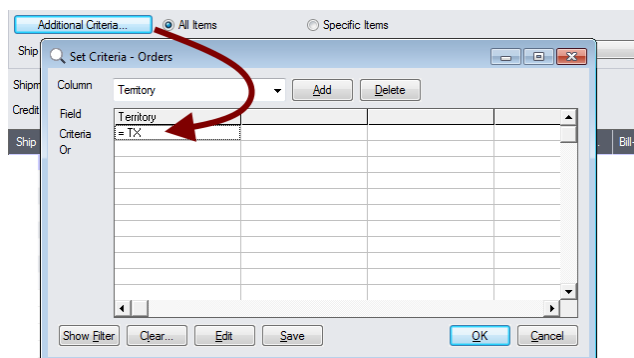 Additional Criteria... All Items Specific Items
Ship
Set Criteria - Orders
Shipm
Column Territory Add Delete
Credit
Field Territory
Criteria = TX
Ship
Or
Bill-
Show Filter Clear... Edit Save OK Cancel